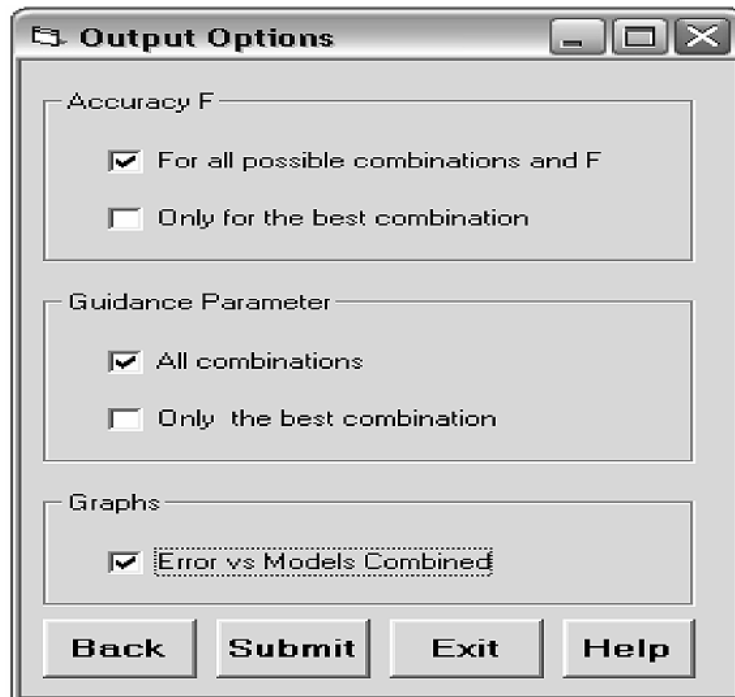 Output Options
Accuracy F
For all possible combinations and F
Only for the best combination
Guidance Parameter
All combinations
Only the best combination
Graphs
Error vs Models Combined
Back Submit Exit Help